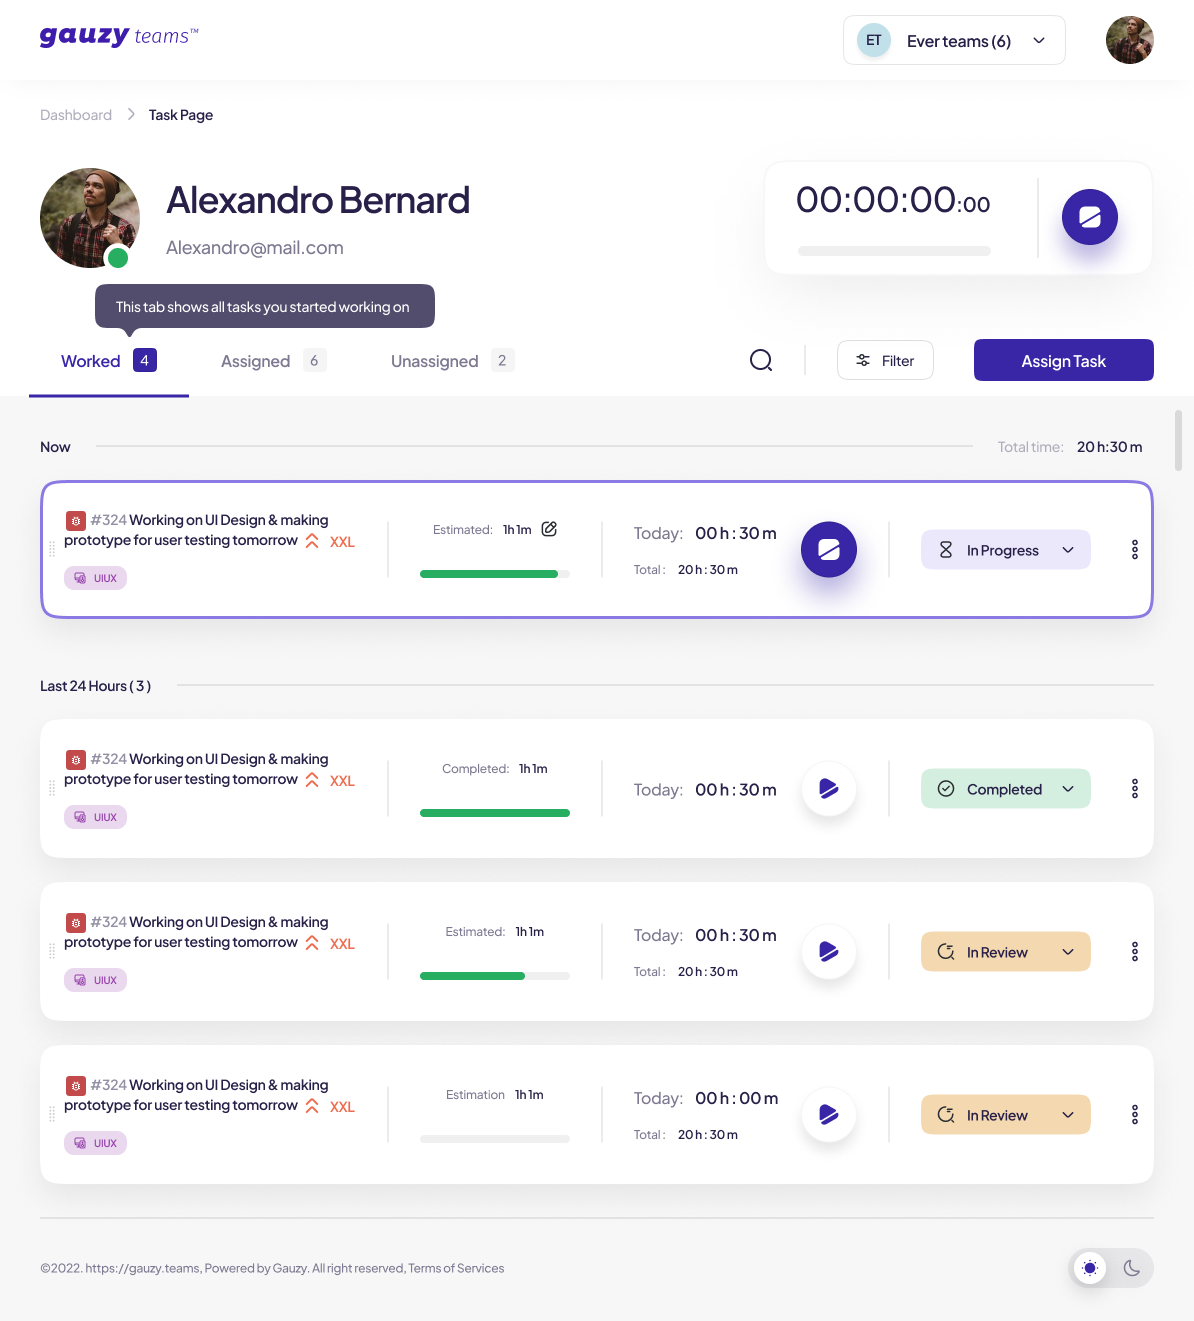 gauzy teams™
ET Ever teams (6)
Dashboard > Task Page
Alexandro Bernard
Alexandro@mail.com
00:00:00:00
This tab shows all tasks you started working on
Worked 4 Assigned 6 Unassigned 2 Filter Assign Task
Now Total time: 20 h:30 m
#324 Working on UI Design & making
prototype for user testing tomorrow XXL
UIUX
Estimated: 1h 1m
Today: 00 h : 30 m
Total : 20 h : 30 m
In Progress
Last 24 Hours ( 3 )
#324 Working on UI Design & making
prototype for user testing tomorrow XXL
UIUX
Completed: 1h 1m
Today: 00 h : 30 m
Completed
#324 Working on UI Design & making
prototype for user testing tomorrow XXL
UIUX
Estimated: 1h 1m
Today: 00 h : 30 m
Total : 20 h : 30 m
In Review
#324 Working on UI Design & making
prototype for user testing tomorrow XXL
UIUX
Estimation 1h 1m
Today: 00 h : 00 m
Total : 20 h : 30 m
In Review
©2022. https://gauzy.teams, Powered by Gauzy. All right reserved, Terms of Services